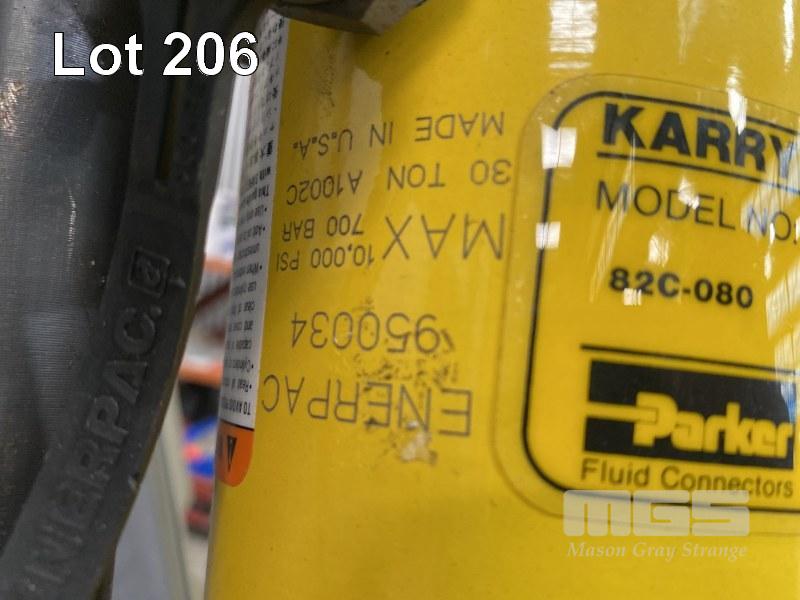 Lot 206
KARRY
MODEL NO:
82C-080
Parker
Fluid Connectors
ENERPAC
950034
MAX 10,000 PSI
700 BAR
30 TON A1002C
MADE IN U.S.A.
ENERPAC
MGS
Mason Gray Strange